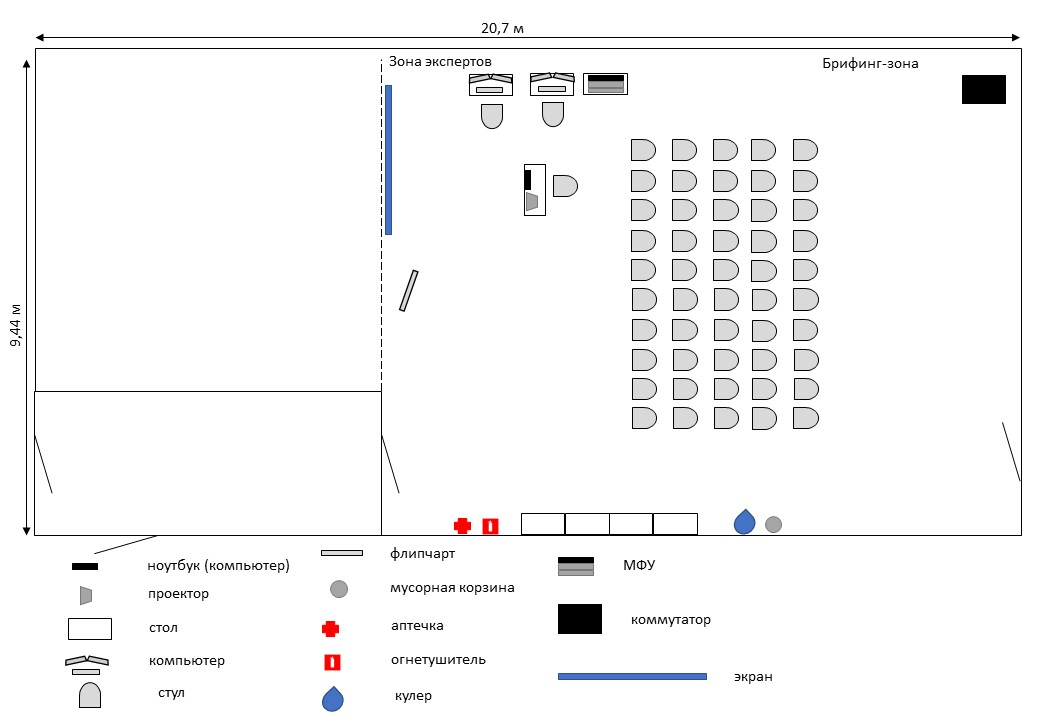 20,7 м
Зона экспертов
Брифинг-зона
9,44 м
ноутбук (компьютер)
проектор
стол
компьютер
стул
флипчарт
мусорная корзина
аптечка
огнетушитель
кулер
МФУ
коммутатор
экран